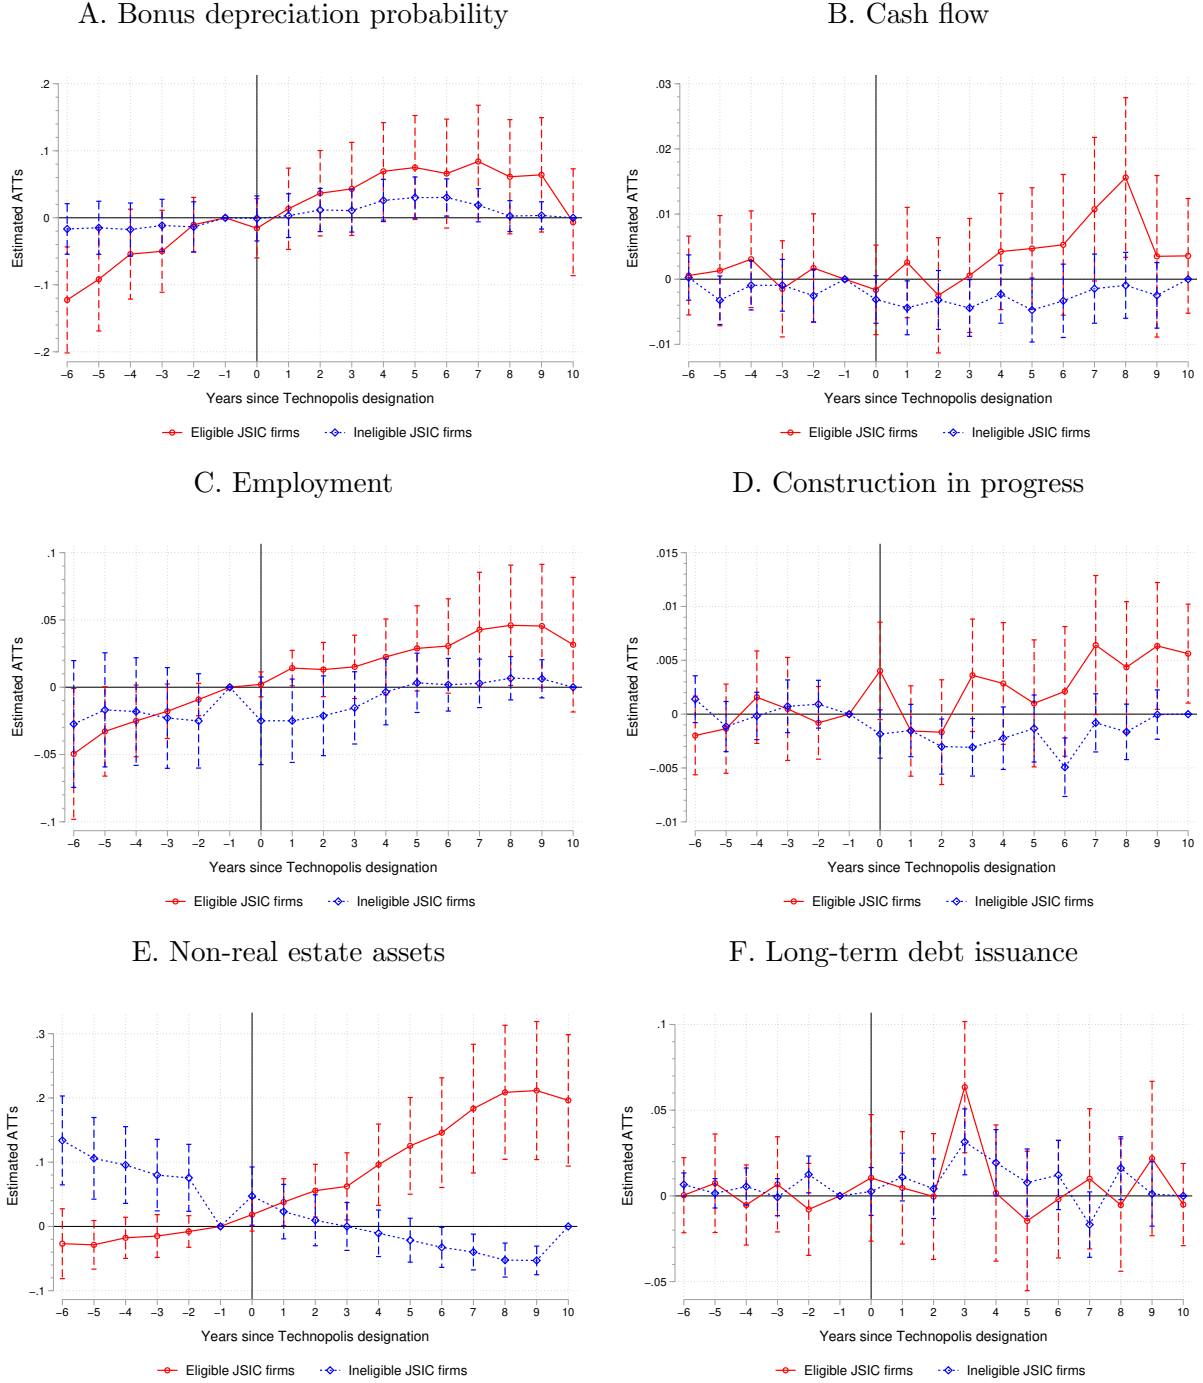 A. Bonus depreciation probability
Estimated ATTs
.2
.1
0
−.1
−.2
−6 −5 −4 −3 −2 −1 0 1 2 3 4 5 6 7 8 9 10
Years since Technopolis designation
Eligible JSIC firms Ineligible JSIC firms
B. Cash flow
Estimated ATTs
.03
.02
.01
0
−.01
−6 −5 −4 −3 −2 −1 0 1 2 3 4 5 6 7 8 9 10
Years since Technopolis designation
Eligible JSIC firms Ineligible JSIC firms
C. Employment
Estimated ATTs
.1
.05
0
−.05
−.1
−6 −5 −4 −3 −2 −1 0 1 2 3 4 5 6 7 8 9 10
Years since Technopolis designation
Eligible JSIC firms Ineligible JSIC firms
D. Construction in progress
Estimated ATTs
.015
.01
.005
0
−.005
−.01
−6 −5 −4 −3 −2 −1 0 1 2 3 4 5 6 7 8 9 10
Years since Technopolis designation
Eligible JSIC firms Ineligible JSIC firms
E. Non-real estate assets
Estimated ATTs
.3
.2
.1
0
−.1
−6 −5 −4 −3 −2 −1 0 1 2 3 4 5 6 7 8 9 10
Years since Technopolis designation
Eligible JSIC firms Ineligible JSIC firms
F. Long-term debt issuance
Estimated ATTs
.1
.05
0
−.05
−6 −5 −4 −3 −2 −1 0 1 2 3 4 5 6 7 8 9 10
Years since Technopolis designation
Eligible JSIC firms Ineligible JSIC firms